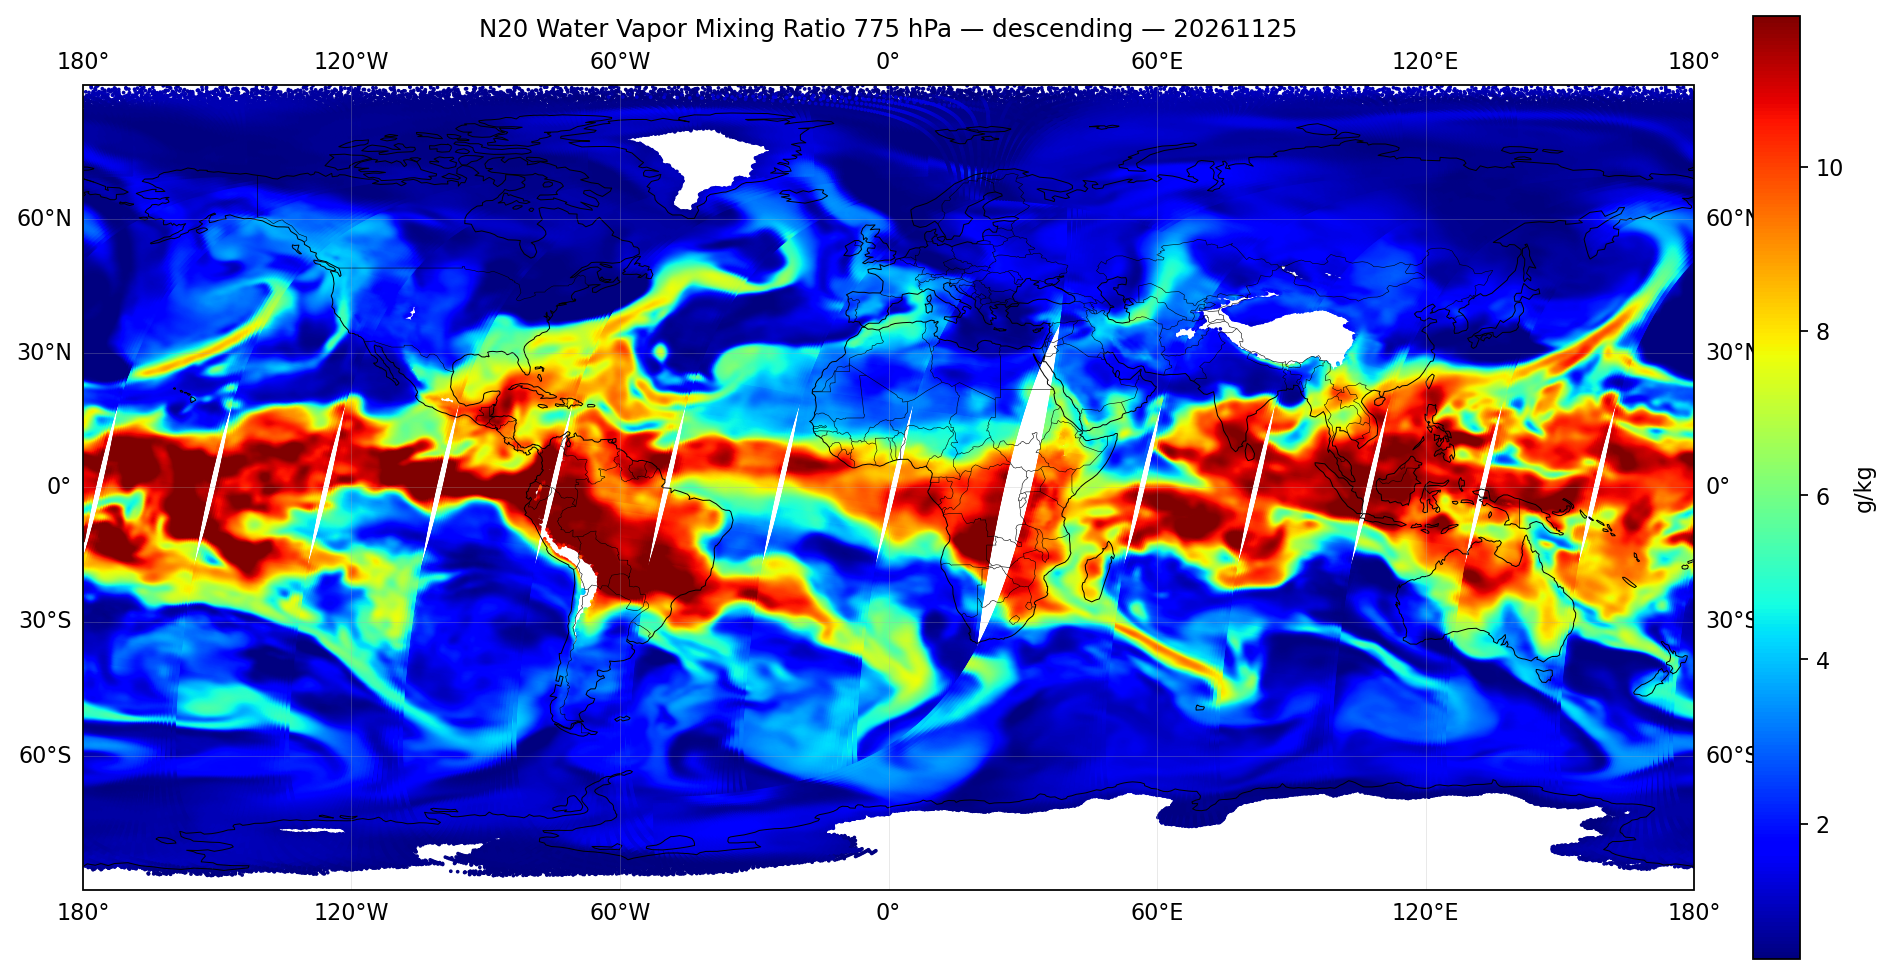 N20 Water Vapor Mixing Ratio 775 hPa — descending — 20261125
180° 120°W 60°W 0° 60°E 120°E 180°
60°N 60°N
30°N 30°N
0° 0°
30°S 30°S
60°S 60°S
180° 120°W 60°W 0° 60°E 120°E 180°
10
8
6
4
2
g/kg